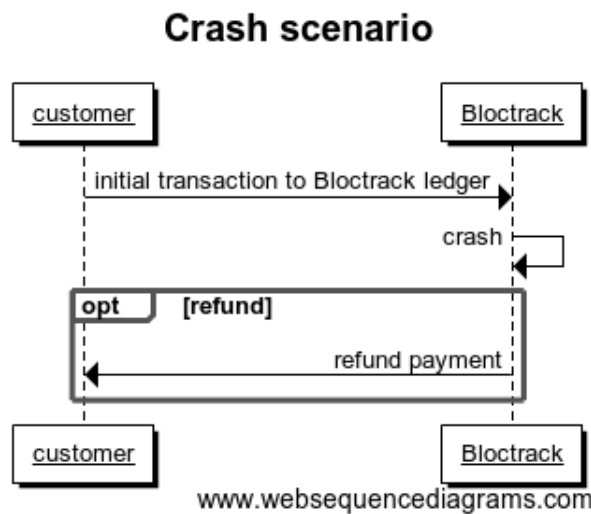 Crash scenario
customer
Bloctrack
initial transaction to Bloctrack ledger
crash
opt [refund]
refund payment
customer
Bloctrack
www.websequencediagrams.com